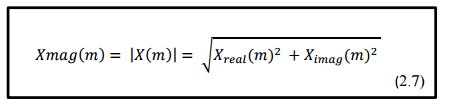 Xmag(m) = |X(m)| = √(X_real(m)² + X_imag(m)²)
(2.7)